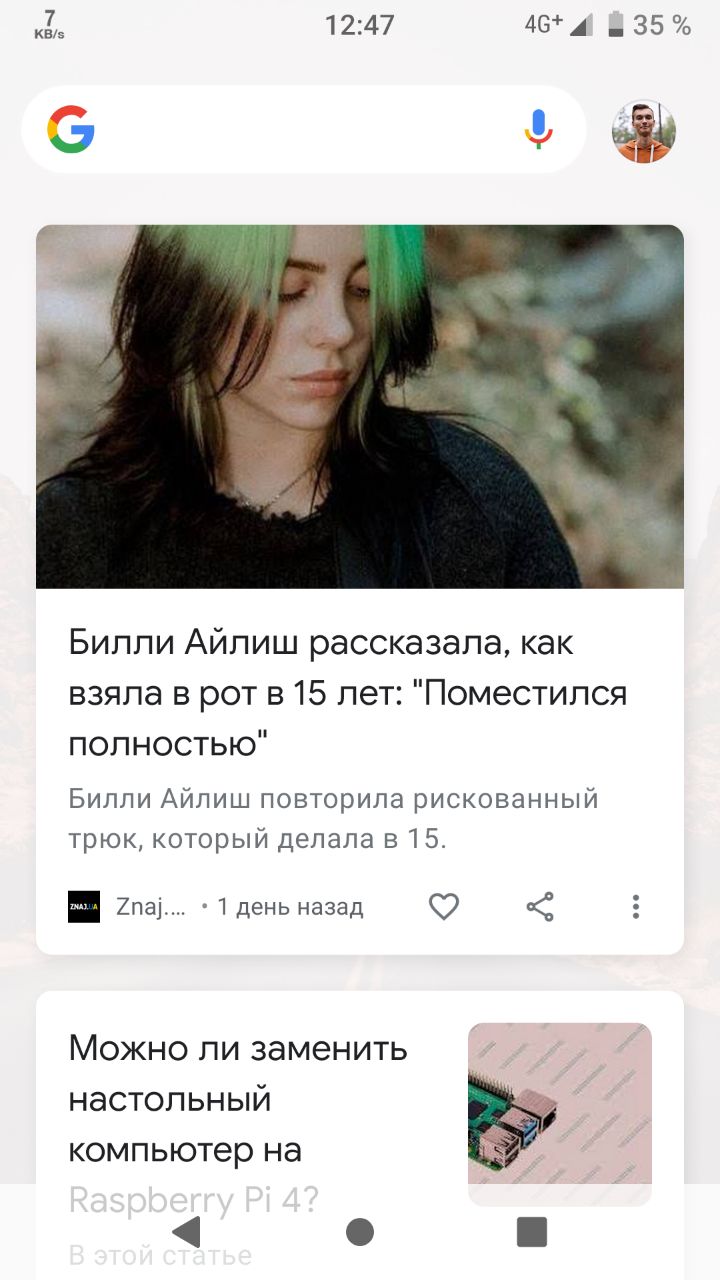 7
KB/s
12:47
4G+
35 %
Билли Айлиш рассказала, как
взяла в рот в 15 лет: "Поместился
полностью"
Билли Айлиш повторила рискованный
трюк, который делала в 15.
ZNAJ.UA
Znaj.... • 1 день назад
Можно ли заменить
настольный
компьютер на
Raspberry Pi 4?
В этой статье